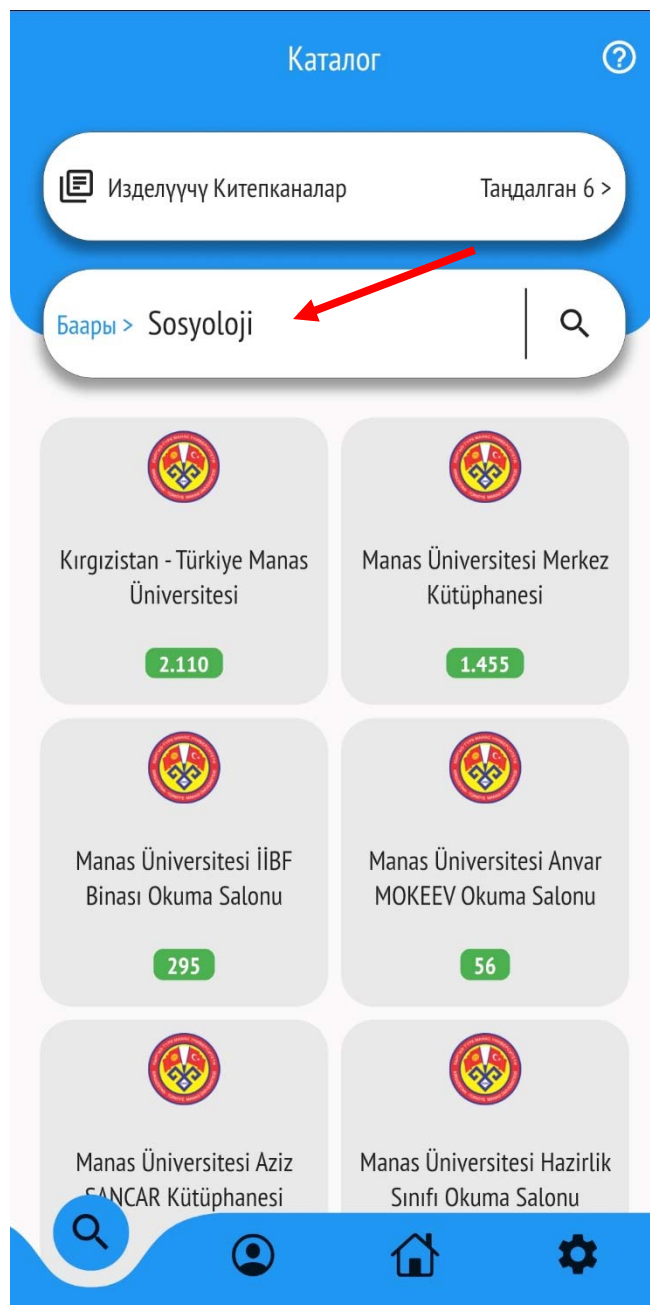 Каталог
Изделүүчү Китепканалар Таңдалган 6 >
Баары > Sosyoloji
Kırgızistan - Türkiye Manas
Üniversitesi
2.110
Manas Üniversitesi Merkez
Kütüphanesi
1.455
Manas Üniversitesi İİBF
Binası Okuma Salonu
295
Manas Üniversitesi Anvar
MOKEEV Okuma Salonu
56
Manas Üniversitesi Aziz
SANCAR Kütüphanesi
Manas Üniversitesi Hazirlik
Sınıfı Okuma Salonu